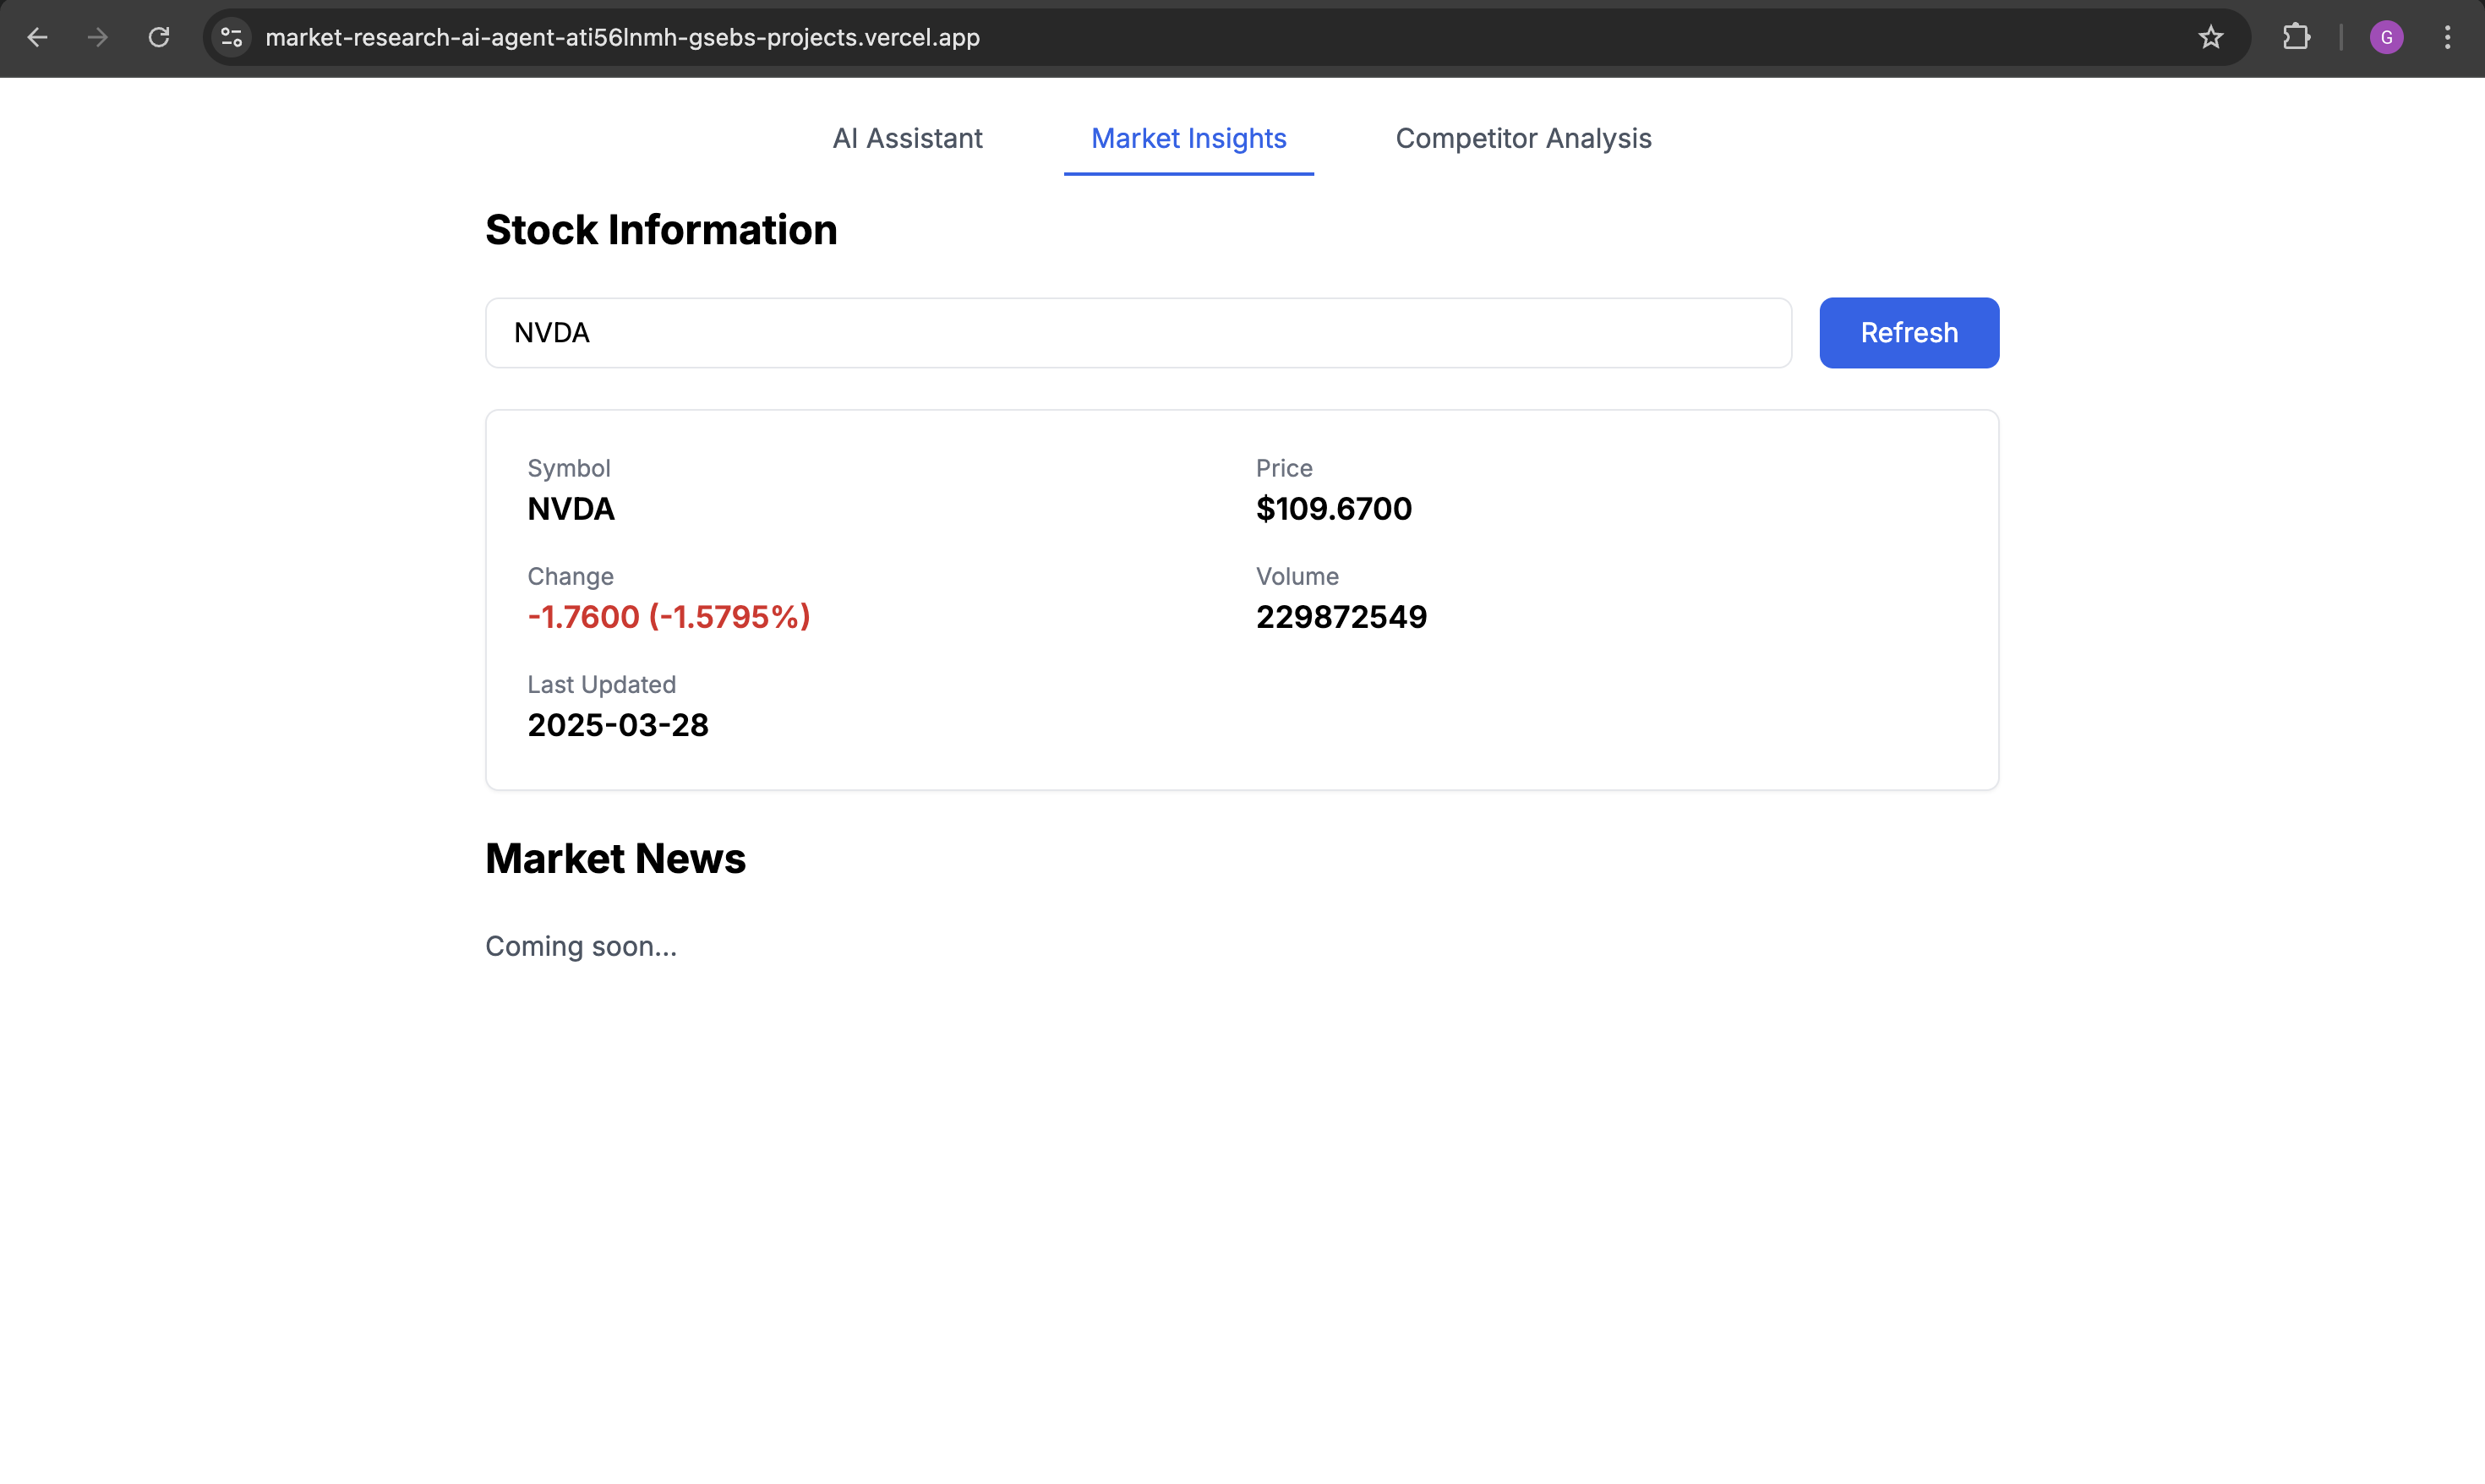 market-research-ai-agent-ati56lnmh-gsebs-projects.vercel.app
G
AI Assistant
Market Insights
Competitor Analysis
Stock Information
NVDA
Refresh
Symbol
NVDA
Price
$109.6700
Change
-1.7600 (-1.5795%)
Volume
229872549
Last Updated
2025-03-28
Market News
Coming soon...